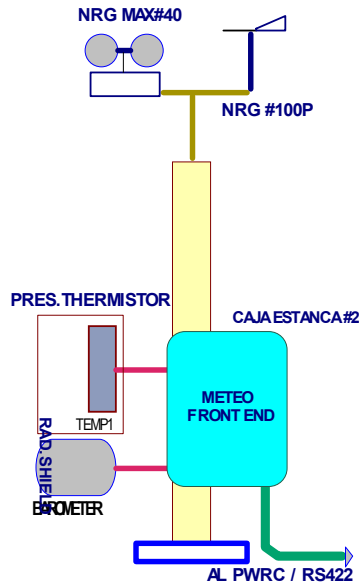 NRG MAX#40
NRG #100P
PRES.THERMISTOR
CAJA ESTANCA#2
METEO
FRONT END
TEMP1
RAD.SHIELD
BAROMETER
AL PWRC / RS422